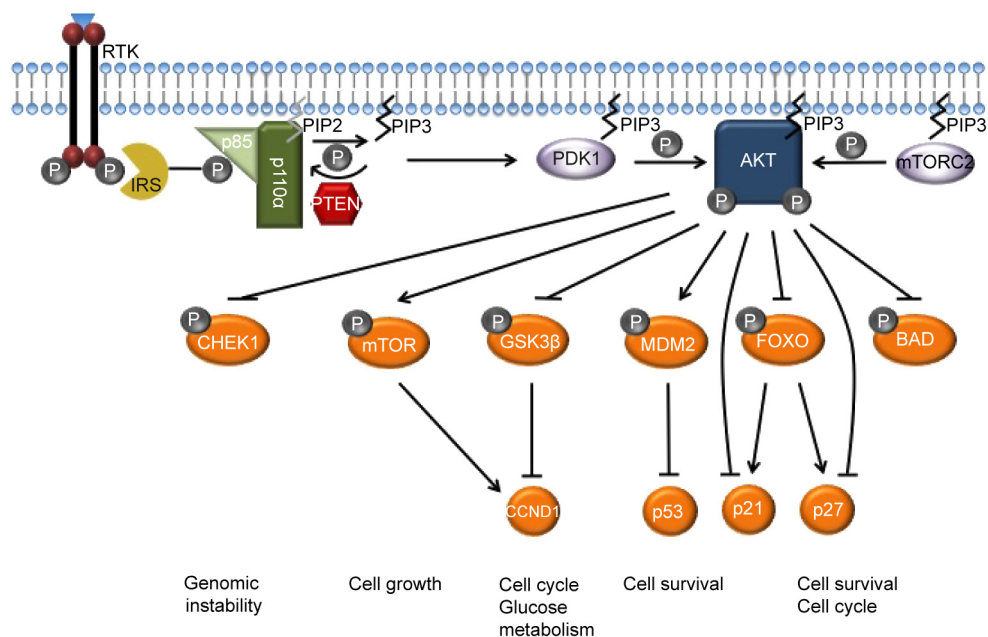 RTK
PIP2
PIP3
PIP3
PIP3
PIP3
p85
p110α
P
P
IRS
P
P
PTEN
PDK1
P
AKT
P
mTORC2
P
P
P
CHEK1
P
mTOR
P
GSK3β
P
MDM2
P
FOXO
P
BAD
CCND1
p53
p21
p27
Genomic
instability
Cell growth
Cell cycle
Glucose
metabolism
Cell survival
Cell survival
Cell cycle